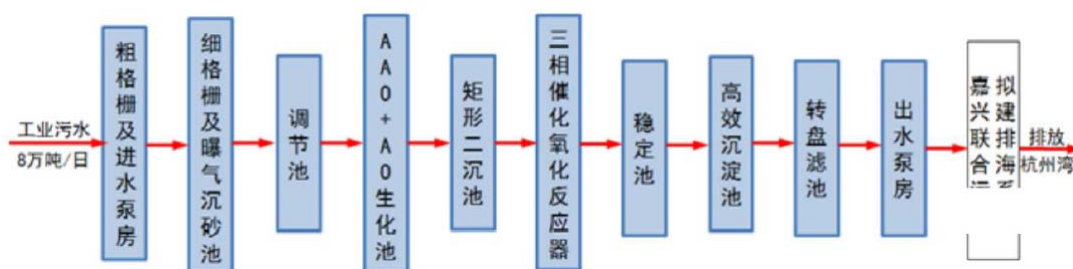 工业污水
8万吨/日
粗格栅及进水泵房
细格栅及曝气沉砂池
调节池
AAO+AO生化池
矩形二沉池
三相催化氧化反应器
稳定池
高效沉淀池
转盘滤池
出水泵房
拟建排海
嘉兴联合
排放
杭州湾